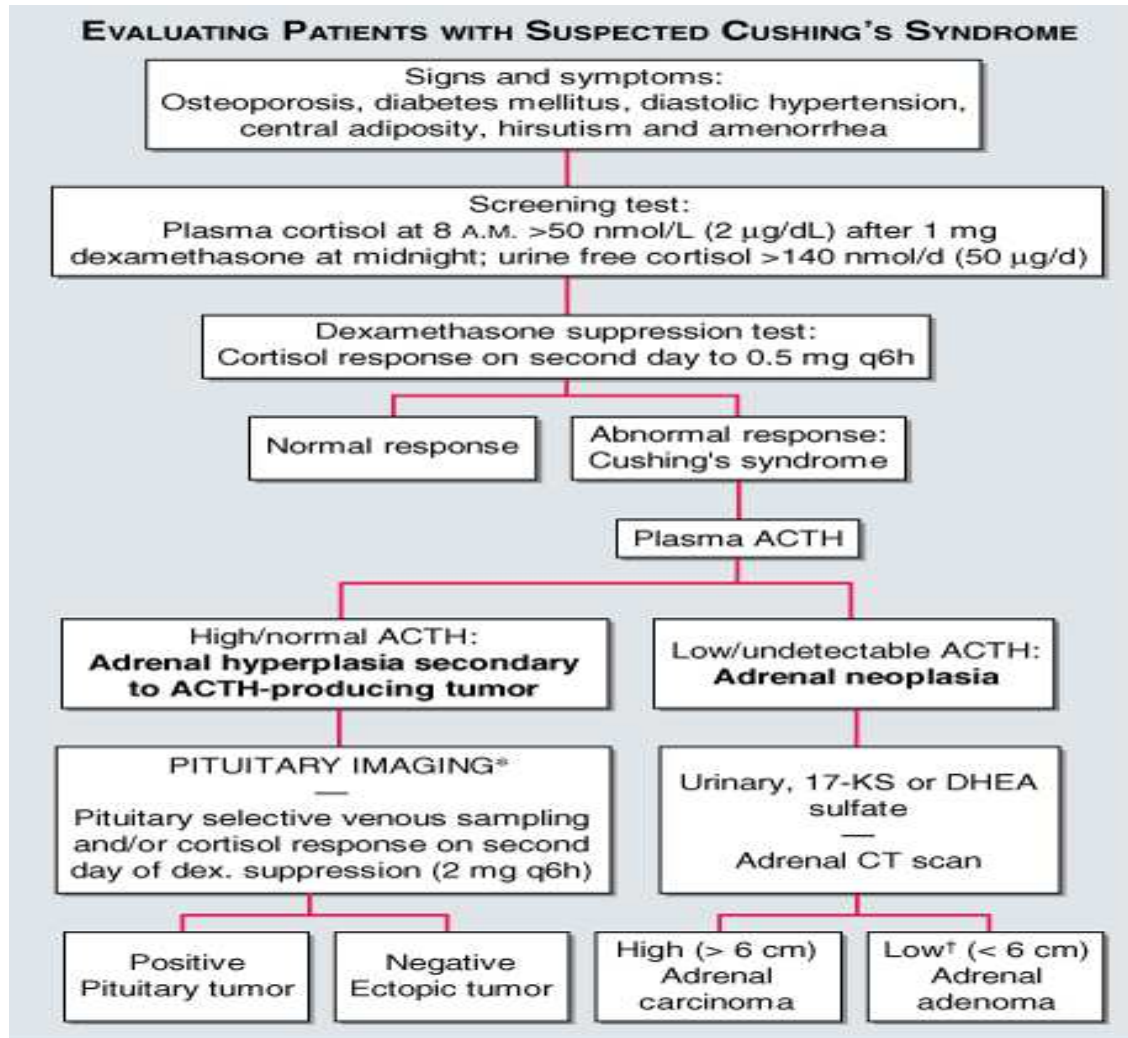 EVALUATING PATIENTS WITH SUSPECTED CUSHING'S SYNDROME
Signs and symptoms:
Osteoporosis, diabetes mellitus, diastolic hypertension,
central adiposity, hirsutism and amenorrhea
Screening test:
Plasma cortisol at 8 A.M. >50 nmol/L (2 μg/dL) after 1 mg
dexamethasone at midnight; urine free cortisol >140 nmol/d (50 μg/d)
Dexamethasone suppression test:
Cortisol response on second day to 0.5 mg q6h
Normal response
Abnormal response:
Cushing's syndrome
Plasma ACTH
High/normal ACTH:
Adrenal hyperplasia secondary
to ACTH-producing tumor
Low/undetectable ACTH:
Adrenal neoplasia
PITUITARY IMAGING*
—
Pituitary selective venous sampling
and/or cortisol response on second
day of dex. suppression (2 mg q6h)
Urinary, 17-KS or DHEA
sulfate
—
Adrenal CT scan
Positive
Pituitary tumor
Negative
Ectopic tumor
High (> 6 cm)
Adrenal
carcinoma
Low† (< 6 cm)
Adrenal
adenoma